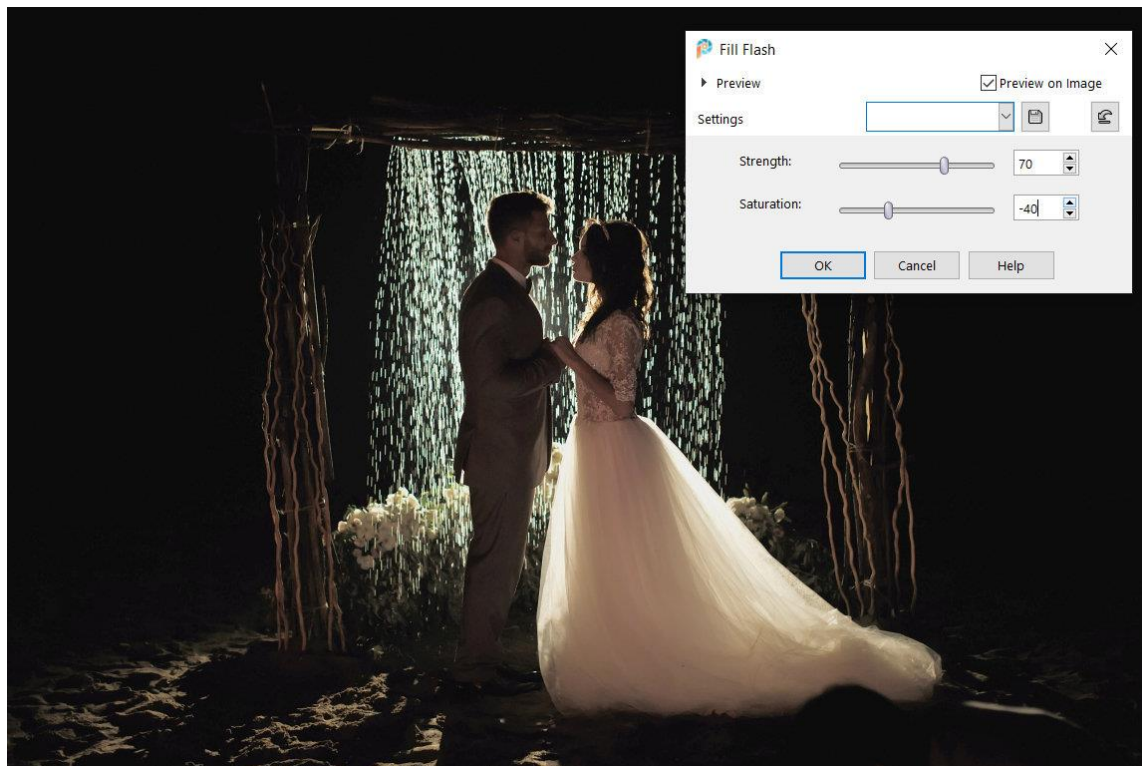 Fill Flash
Preview
Preview on Image
Settings
Strength: 70
Saturation: -40
OK Cancel Help